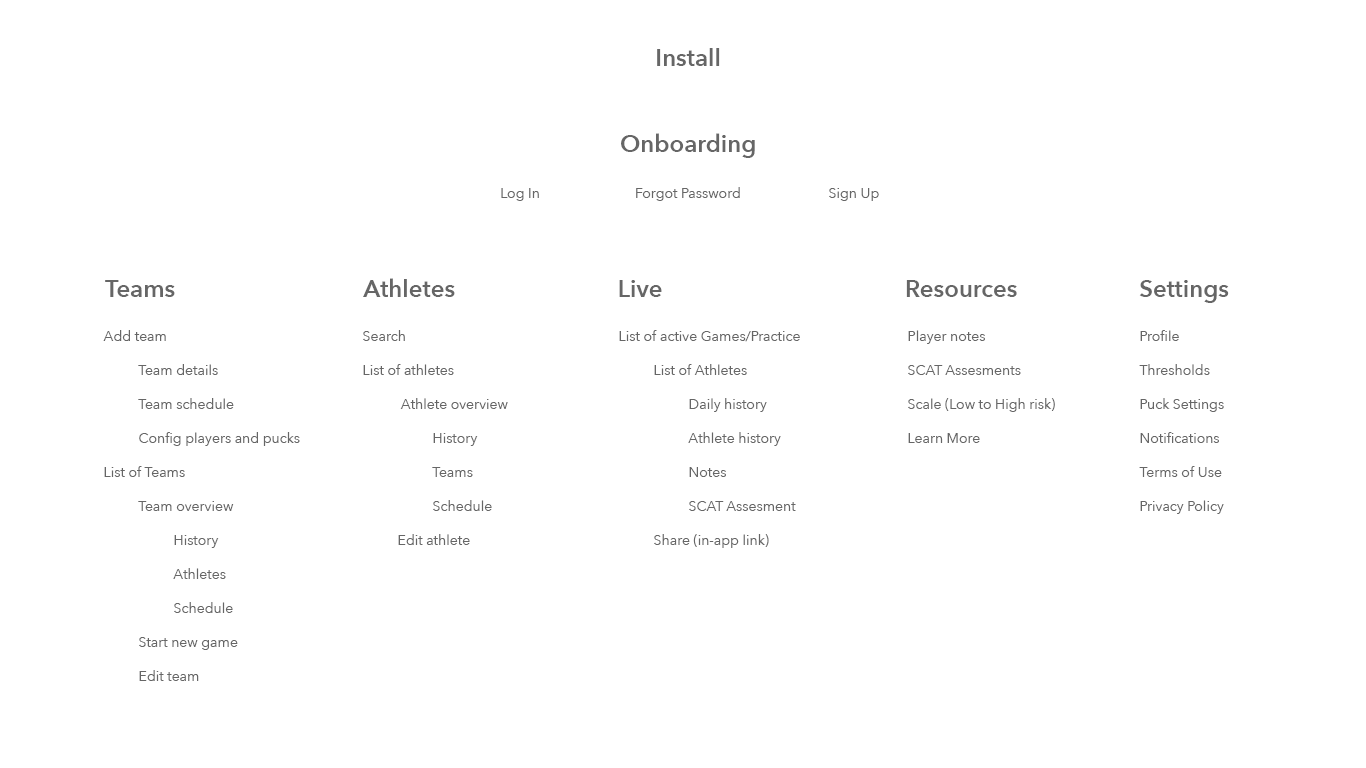 Install
Onboarding
Log In
Forgot Password
Sign Up
Teams
Add team
Team details
Team schedule
Config players and pucks
List of Teams
Team overview
History
Athletes
Schedule
Start new game
Edit team
Athletes
Search
List of athletes
Athlete overview
History
Teams
Schedule
Edit athlete
Live
List of active Games/Practice
List of Athletes
Daily history
Athlete history
Notes
SCAT Assesment
Share (in-app link)
Resources
Player notes
SCAT Assesments
Scale (Low to High risk)
Learn More
Settings
Profile
Thresholds
Puck Settings
Notifications
Terms of Use
Privacy Policy